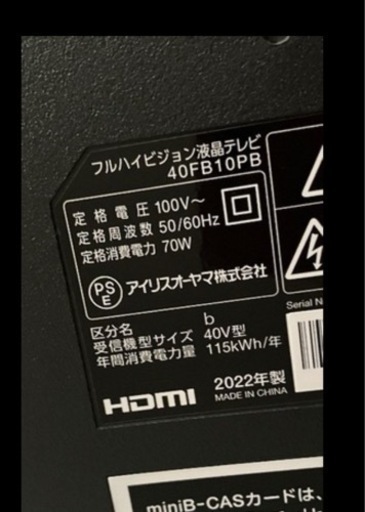 フルハイビジョン液晶テレビ
40FB10PB
定格電圧 100V～
定格周波数 50/60Hz
定格消費電力 70W
PS
E
アイリスオーヤマ株式会社
Serial N
区分名 b
受信機型サイズ 40V型
年間消費電力量 115kWh/年
HDMI
2022年製
MADE IN CHINA
miniB-CASカードは、